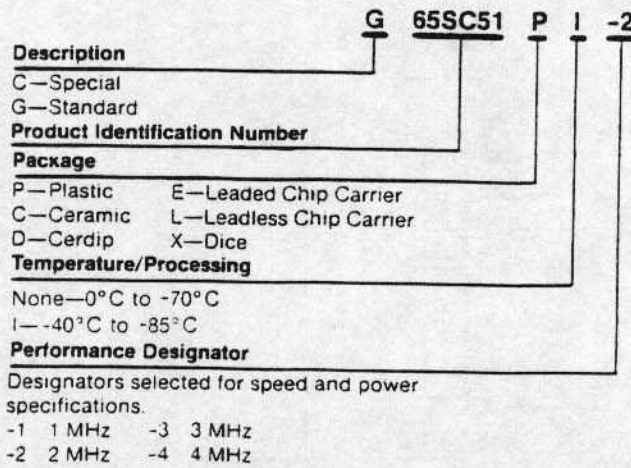 G 65SC51 P I -2
Description
C—Special
G—Standard
Product Identification Number
Package
P—Plastic E—Leaded Chip Carrier
C—Ceramic L—Leadless Chip Carrier
D—Cerdip X—Dice
Temperature/Processing
None—0°C to -70°C
I— -40°C to -85°C
Performance Designator
Designators selected for speed and power
specifications.
-1 1 MHz -3 3 MHz
-2 2 MHz -4 4 MHz